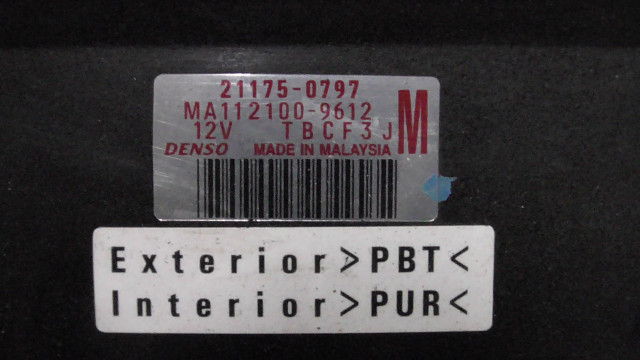 21175-0797
MA112100-9612
12V TBCF3J M
DENSO MADE IN MALAYSIA
Exterior>PBT<
Interior>PUR<